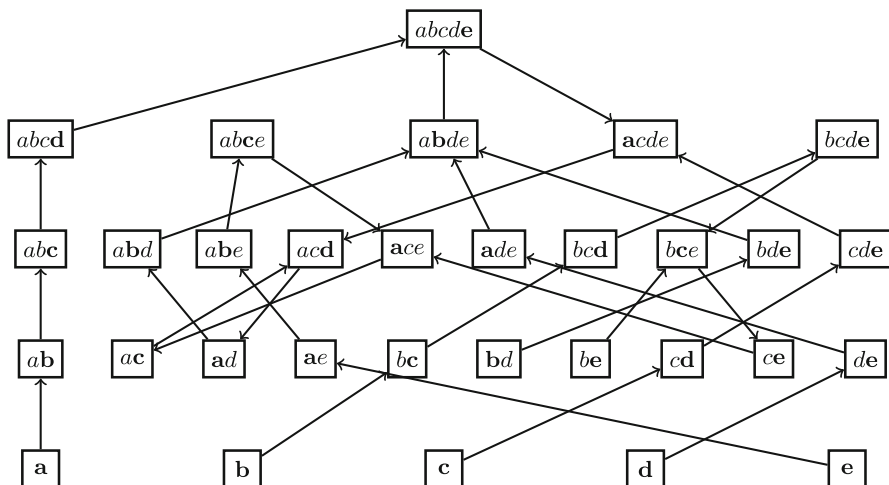 abcde
abcd abce abde acde bcde
abc abd abe acd ace ade bcd bce bde cde
ab ac ad ae bc bd be cd ce de
a b c d e